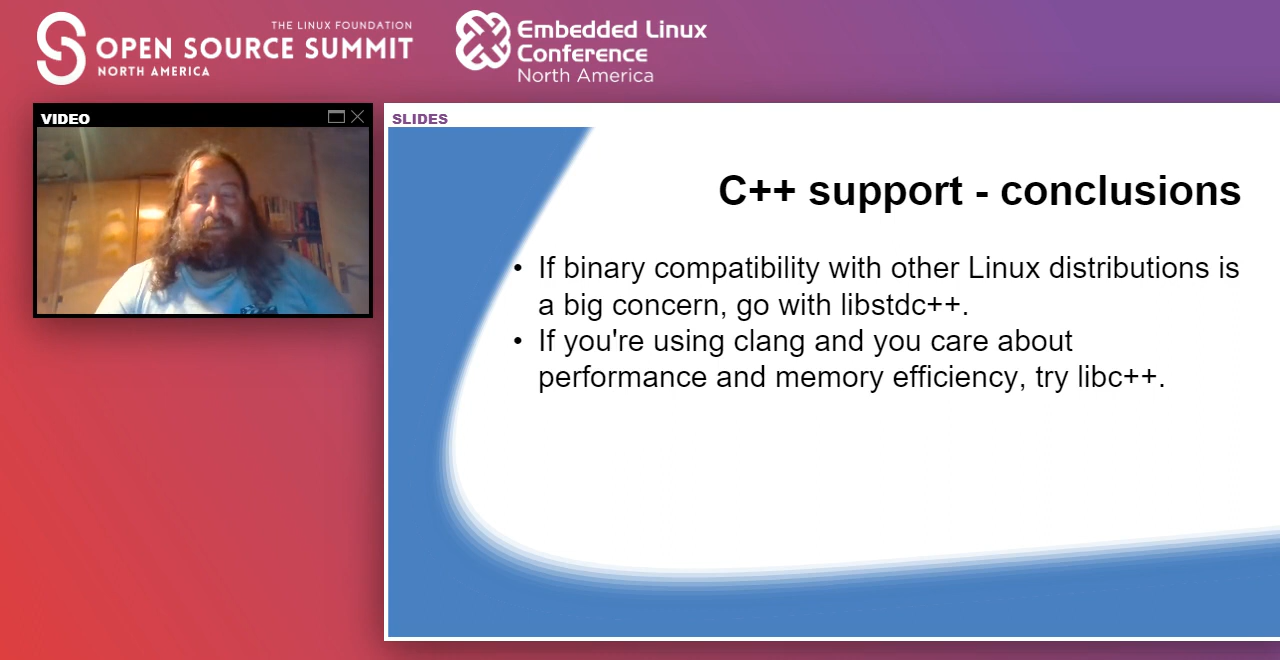 THE LINUX FOUNDATION
OPEN SOURCE SUMMIT
NORTH AMERICA
Embedded Linux
Conference
North America
VIDEO
SLIDES
C++ support - conclusions
• If binary compatibility with other Linux distributions is
a big concern, go with libstdc++.
• If you're using clang and you care about
performance and memory efficiency, try libc++.